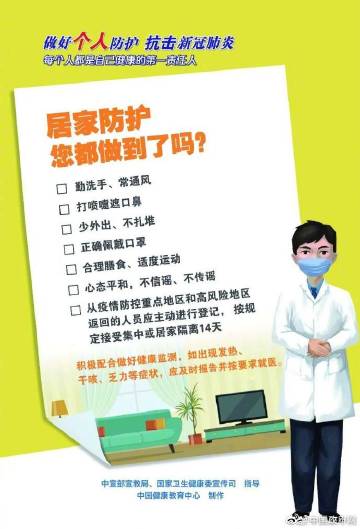 做好个人防护 抗击新冠肺炎
每个人都是自己健康的第一责任人
居家防护
您都做到了吗?
勤洗手、常通风
打喷嚏遮口鼻
少外出、不扎堆
正确佩戴口罩
合理膳食、适度运动
心态平和,不信谣、不传谣
从疫情防控重点地区和高风险地区
返回的人员应主动进行登记,按规
定接受集中或居家隔离14天
积极配合做好健康监测,如出现发热、
干咳、乏力等症状,应及时报告并按要求就医。
中宣部宣教局、国家卫生健康委宣传司 指导
中国健康教育中心 制作